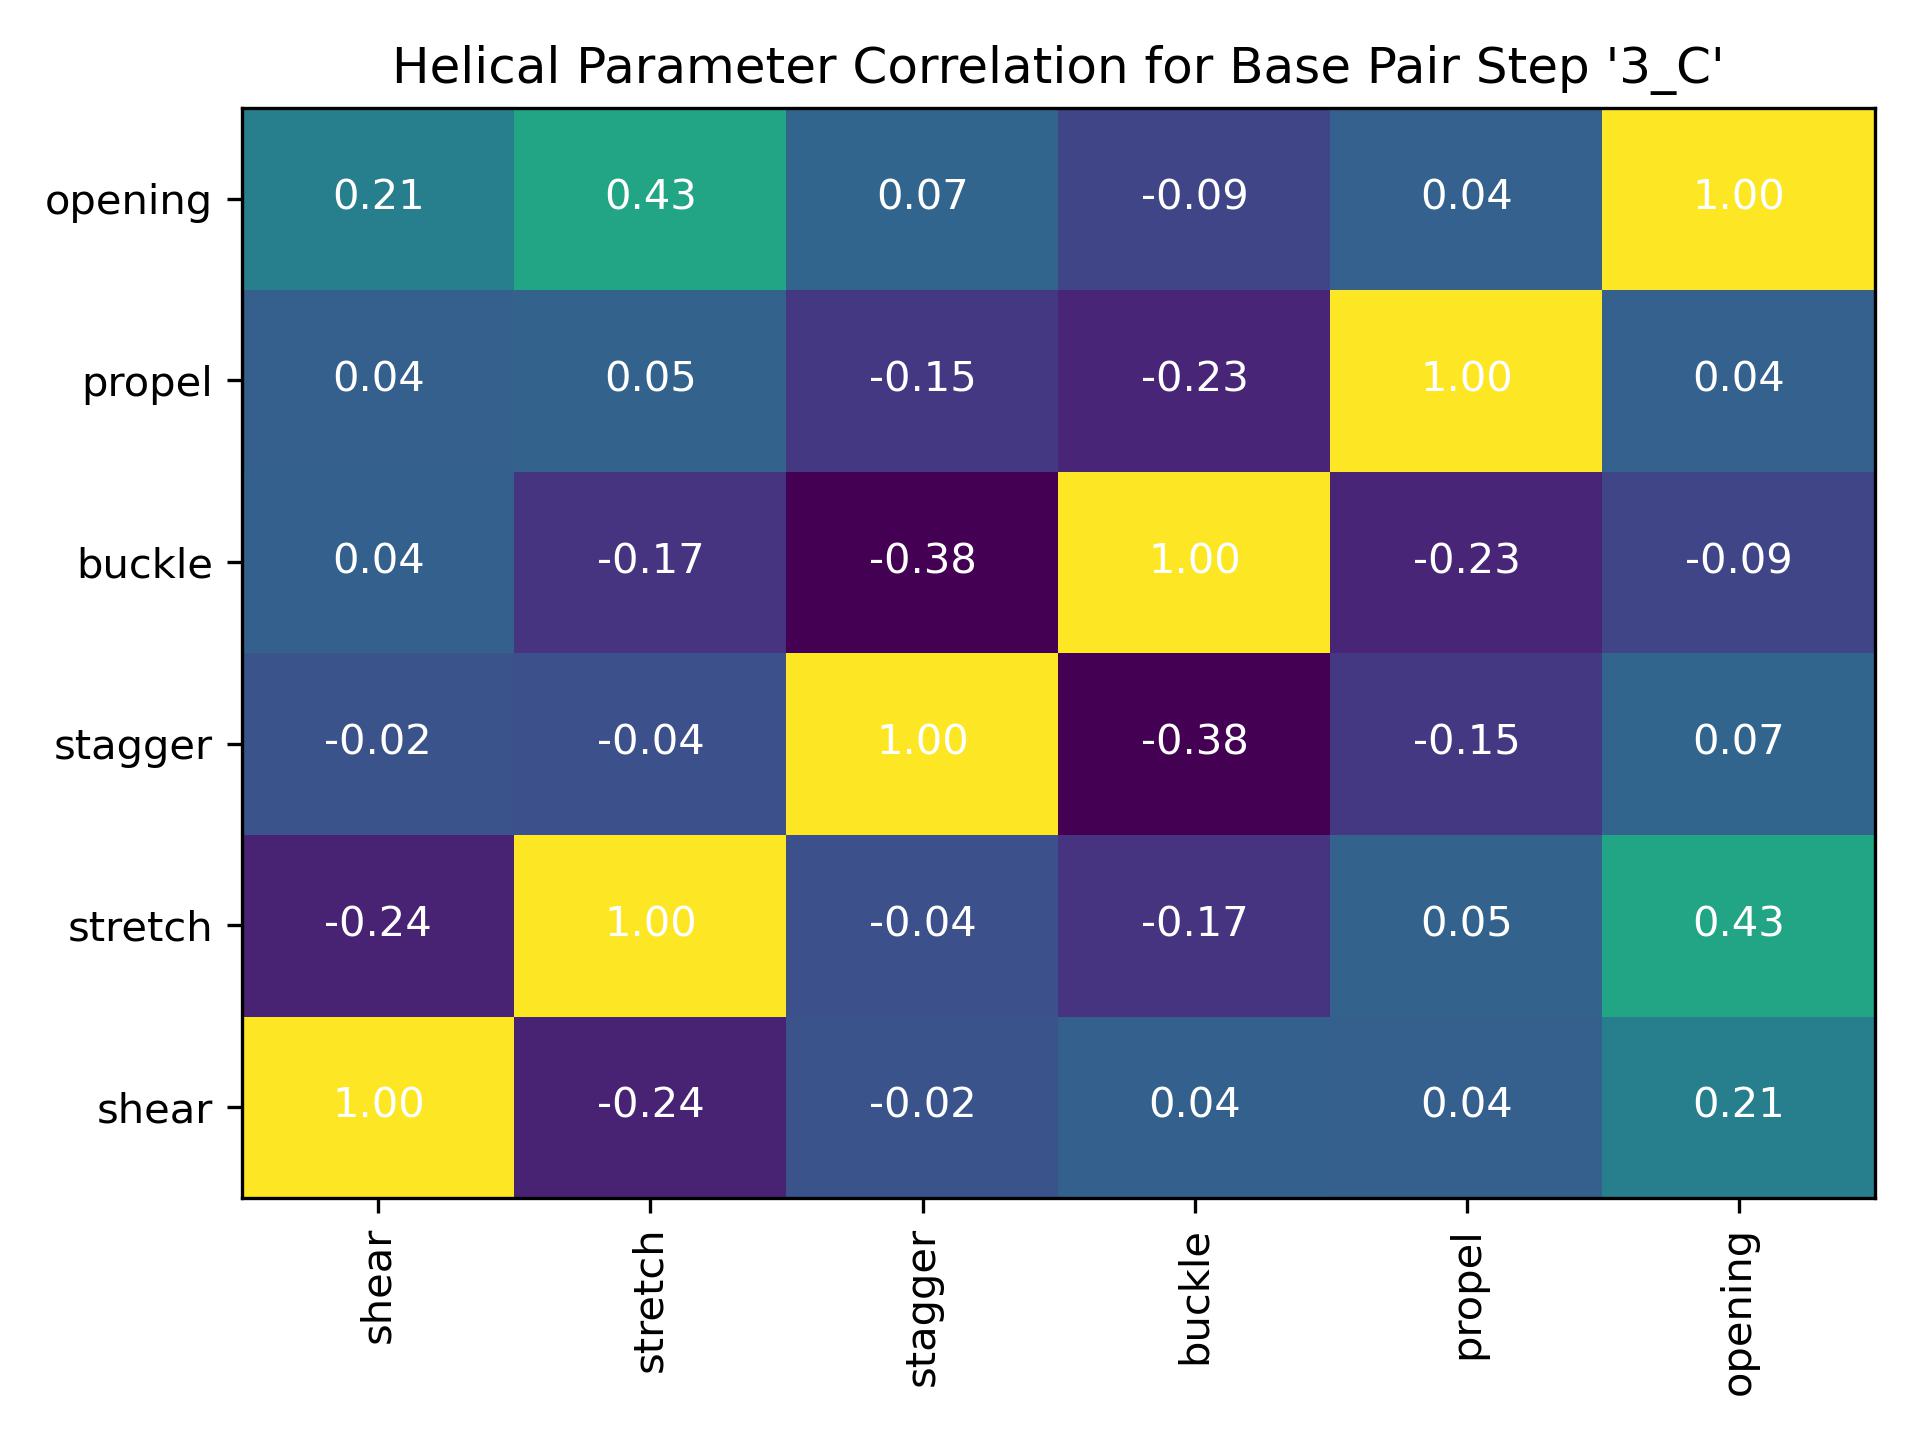 Helical Parameter Correlation for Base Pair Step '3_C'
opening 0.21 0.43 0.07 -0.09 0.04 1.00
propel 0.04 0.05 -0.15 -0.23 1.00 0.04
buckle 0.04 -0.17 -0.38 1.00 -0.23 -0.09
stagger -0.02 -0.04 1.00 -0.38 -0.15 0.07
stretch -0.24 1.00 -0.04 -0.17 0.05 0.43
shear 1.00 -0.24 -0.02 0.04 0.04 0.21
shear stretch stagger buckle propel opening